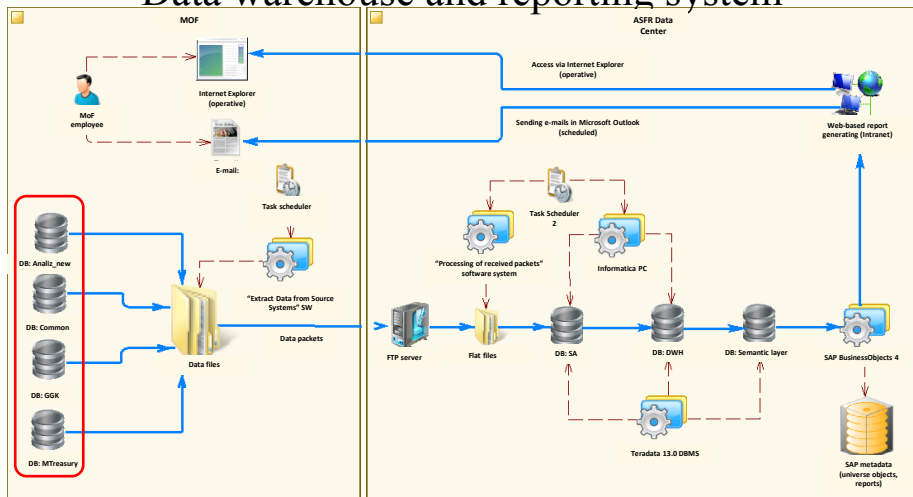 Data warehouse and reporting system
MOF
ASFR Data
Center
Internet Explorer
(operative)
Access via Internet Explorer
(operative)
MoF
employee
Sending e-mails in Microsoft Outlook
(scheduled)
Web-based report
generating (Intranet)
E-mail:
Task scheduler
Task Scheduler
2
"Processing of received packets"
software system
Informatica PC
DB: Analiz_new
"Extract Data from Source
Systems" SW
DB: Common
Data packets
Data files
FTP server
Flat files
DB: SA
DB: DWH
DB: Semantic layer
SAP BusinessObjects 4
DB: GGK
DB: MTreasury
Teradata 13.0 DBMS
SAP metadata
(universe objects,
reports)